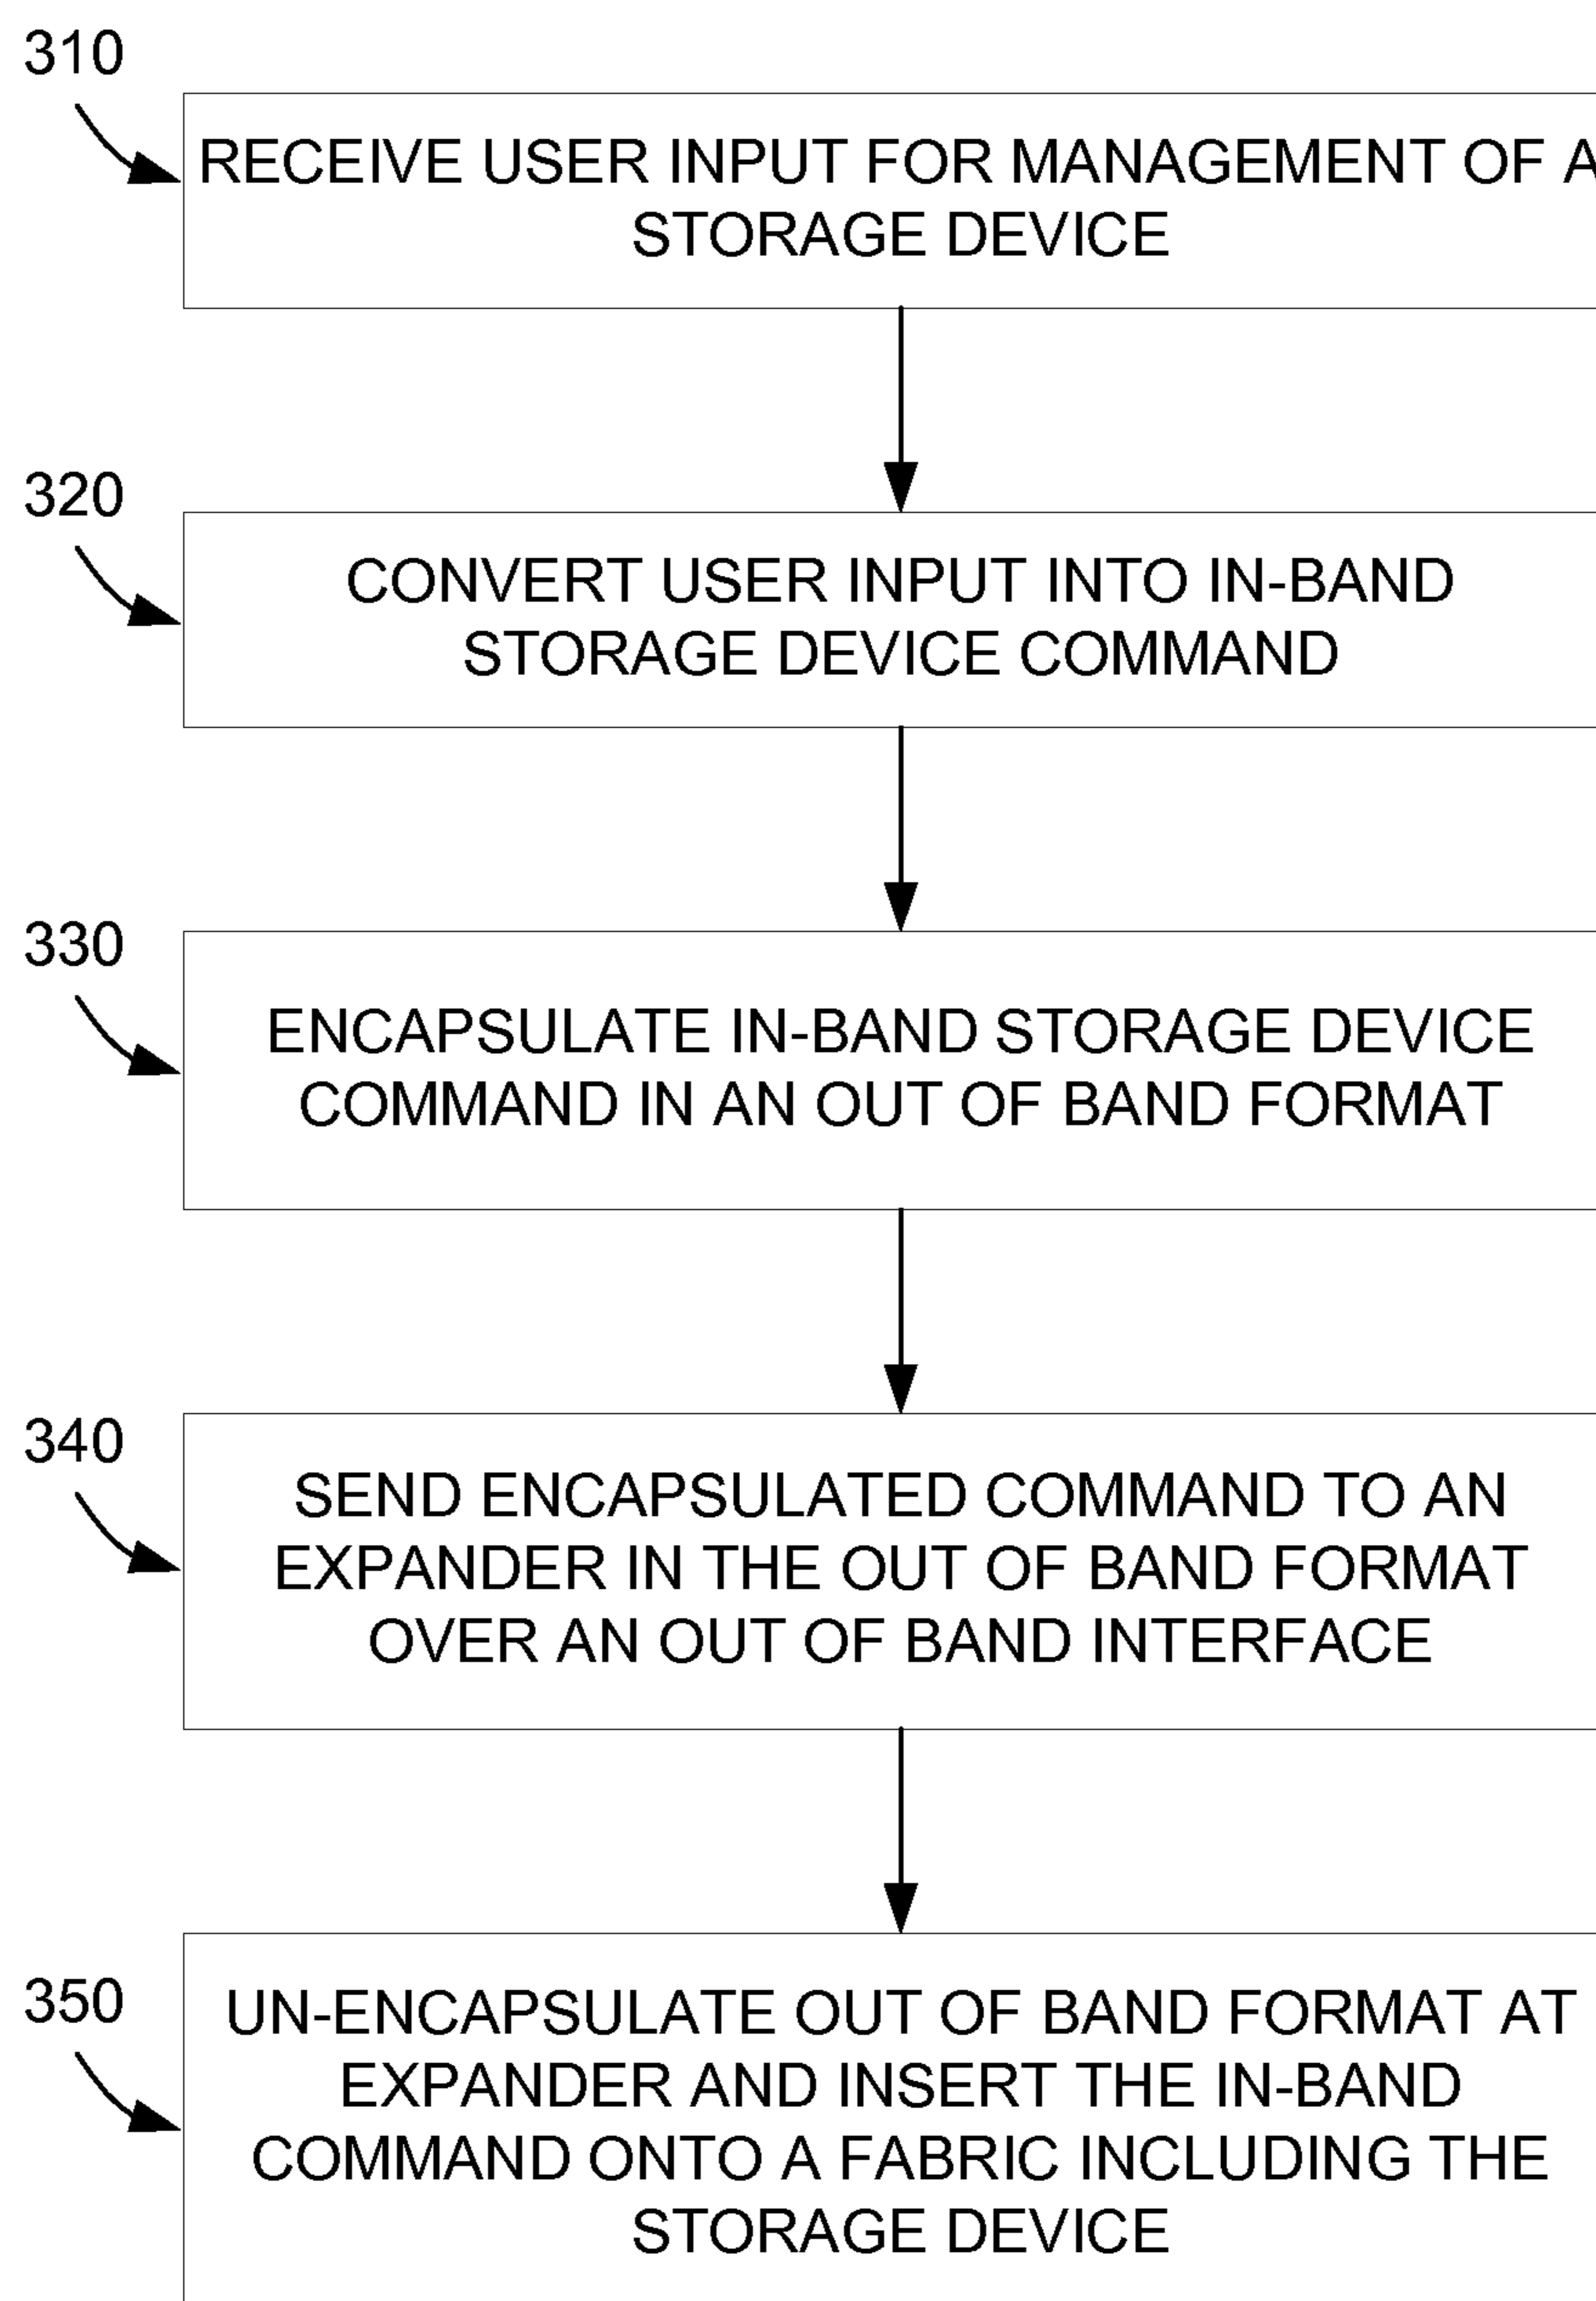 310
RECEIVE USER INPUT FOR MANAGEMENT OF A
STORAGE DEVICE
320
CONVERT USER INPUT INTO IN-BAND
STORAGE DEVICE COMMAND
330
ENCAPSULATE IN-BAND STORAGE DEVICE
COMMAND IN AN OUT OF BAND FORMAT
340
SEND ENCAPSULATED COMMAND TO AN
EXPANDER IN THE OUT OF BAND FORMAT
OVER AN OUT OF BAND INTERFACE
350
UN-ENCAPSULATE OUT OF BAND FORMAT AT
EXPANDER AND INSERT THE IN-BAND
COMMAND ONTO A FABRIC INCLUDING THE
STORAGE DEVICE